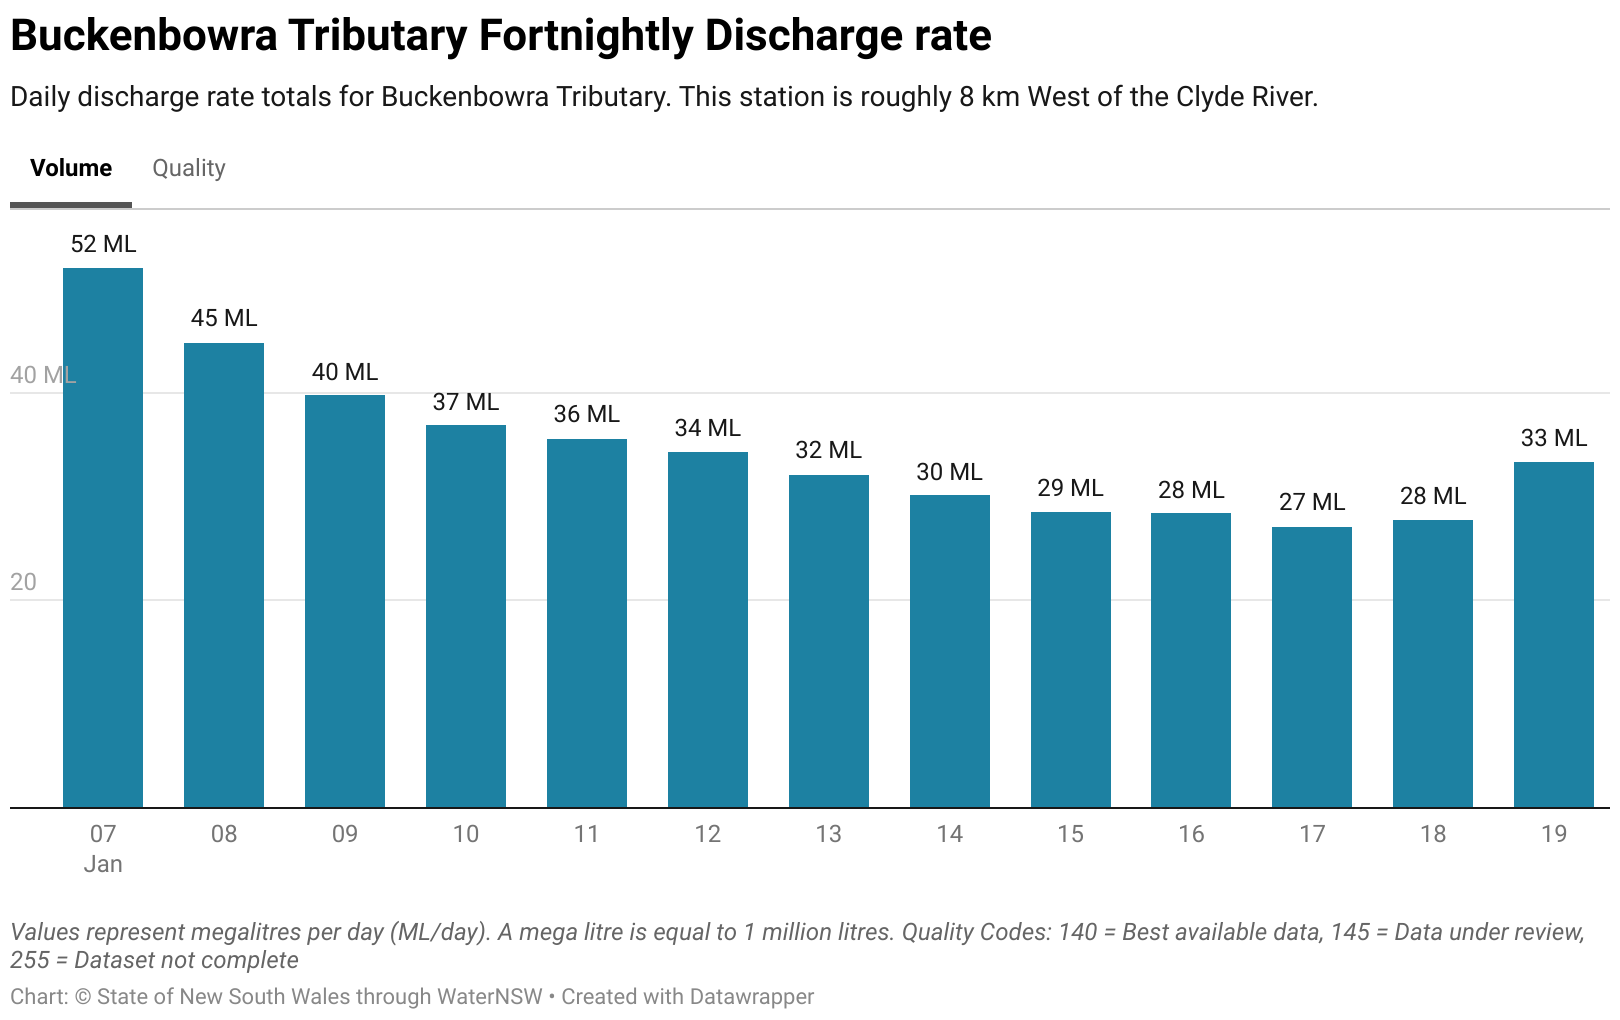 Buckenbowra Tributary Fortnightly Discharge rate
Daily discharge rate totals for Buckenbowra Tributary. This station is roughly 8 km West of the Clyde River.
Volume Quality
52 ML
45 ML
40 ML
40 ML
37 ML
36 ML
34 ML
32 ML
30 ML
29 ML
28 ML
27 ML
28 ML
33 ML
20
07 08 09 10 11 12 13 14 15 16 17 18 19
Jan
Values represent megalitres per day (ML/day). A mega litre is equal to 1 million litres. Quality Codes: 140 = Best available data, 145 = Data under review,
255 = Dataset not complete
Chart: © State of New South Wales through WaterNSW • Created with Datawrapper